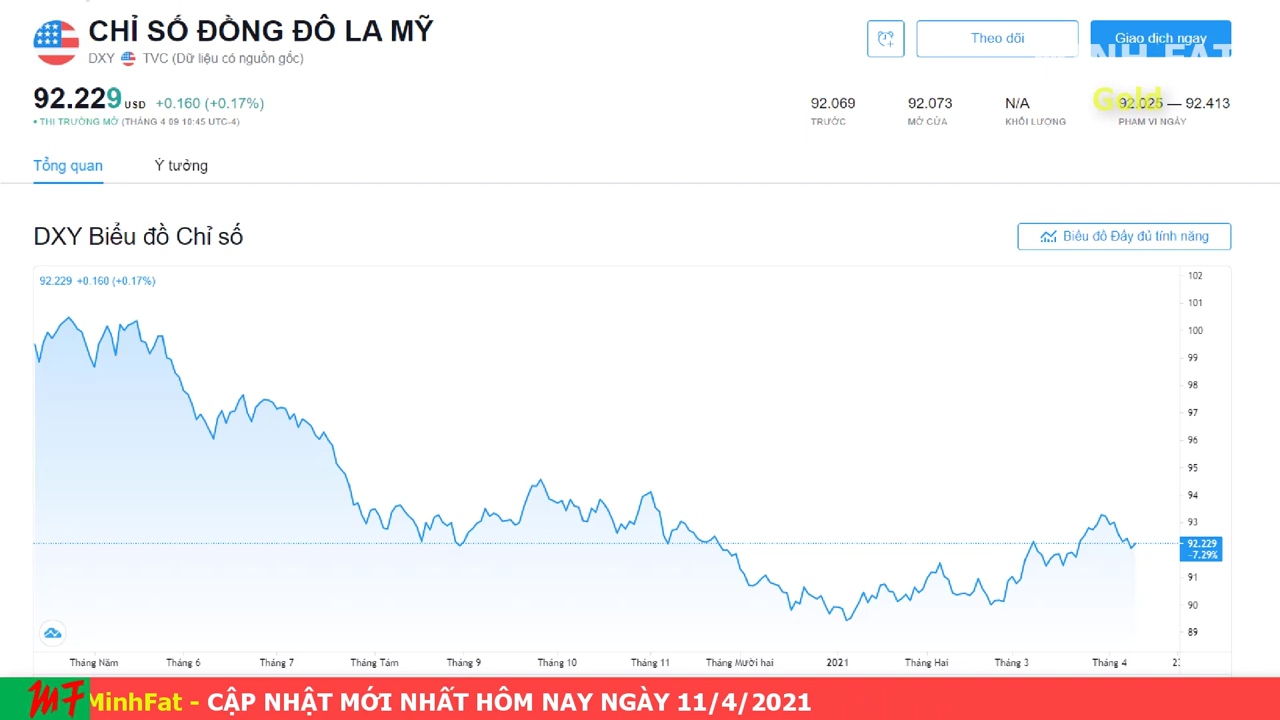 CHỈ SỐ ĐỒNG ĐÔ LA MỸ
DXY TVC (Dữ liệu có nguồn gốc)
Theo dõi
Giao dịch ngay
MINH FAT
Gold
92.229 USD +0.160 (+0.17%)
• THỊ TRƯỜNG MỞ (THÁNG 4 09 10:45 UTC-4)
92.069 92.073 N/A 92.025 — 92.413
TRƯỚC MỞ CỬA KHỐI LƯỢNG PHẠM VI NGÀY
Tổng quan Ý tưởng
DXY Biểu đồ Chỉ số
Biểu đồ Đầy đủ tính năng
92.229 +0.160 (+0.17%)
102
101
100
99
98
97
96
95
94
93
92.229
-7.29%
91
90
89
Tháng Năm Tháng 6 Tháng 7 Tháng Tám Tháng 9 Tháng 10 Tháng 11 Tháng Mười hai 2021 Tháng Hai Tháng 3 Tháng 4
MF MinhFat - CẬP NHẬT MỚI NHẤT HÔM NAY NGÀY 11/4/2021